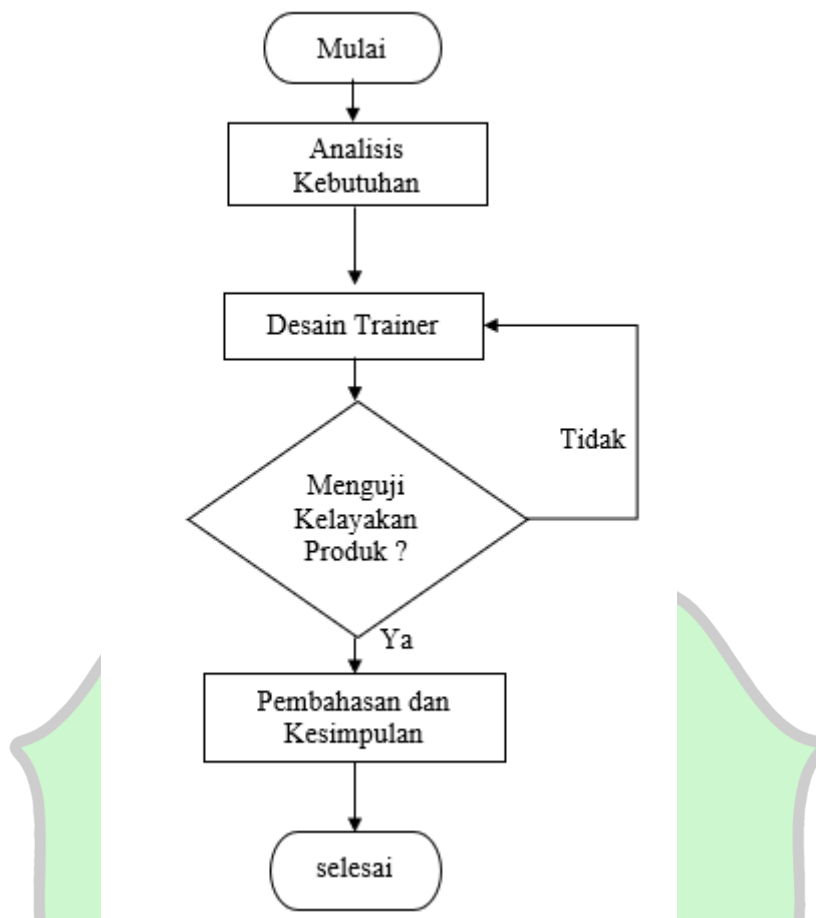 Mulai
Analisis
Kebutuhan
Desain Trainer
Tidak
Menguji
Kelayakan
Produk ?
Ya
Pembahasan dan
Kesimpulan
selesai